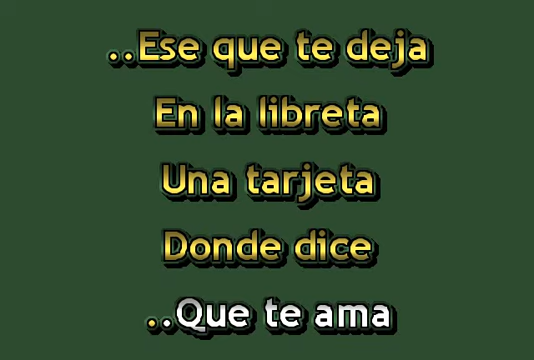 ..Ese que te deja
En la libreta
Una tarjeta
Donde dice
..Que te ama